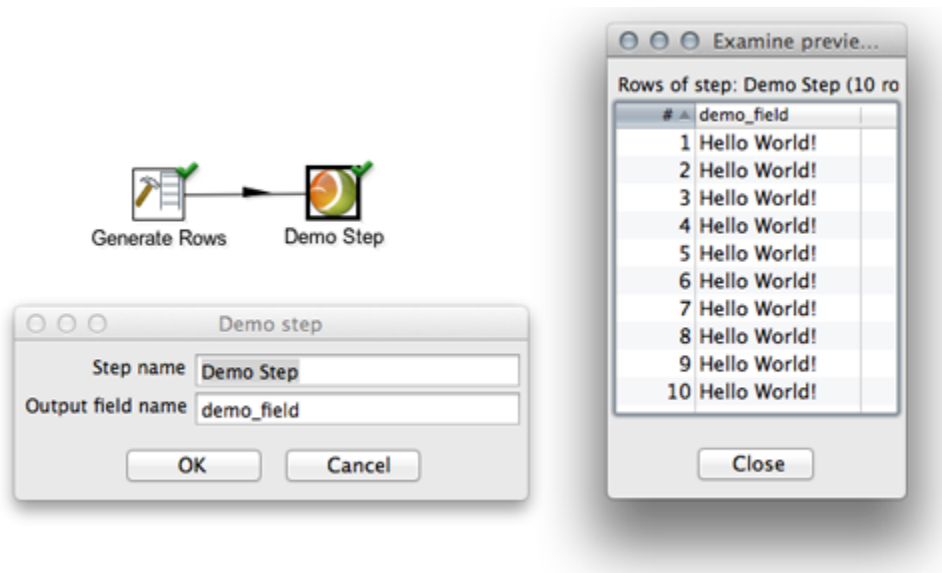 Generate Rows
Demo Step
Demo step
Step name Demo Step
Output field name demo_field
OK Cancel
Examine previe...
Rows of step: Demo Step (10 ro
# demo_field
1 Hello World!
2 Hello World!
3 Hello World!
4 Hello World!
5 Hello World!
6 Hello World!
7 Hello World!
8 Hello World!
9 Hello World!
10 Hello World!
Close